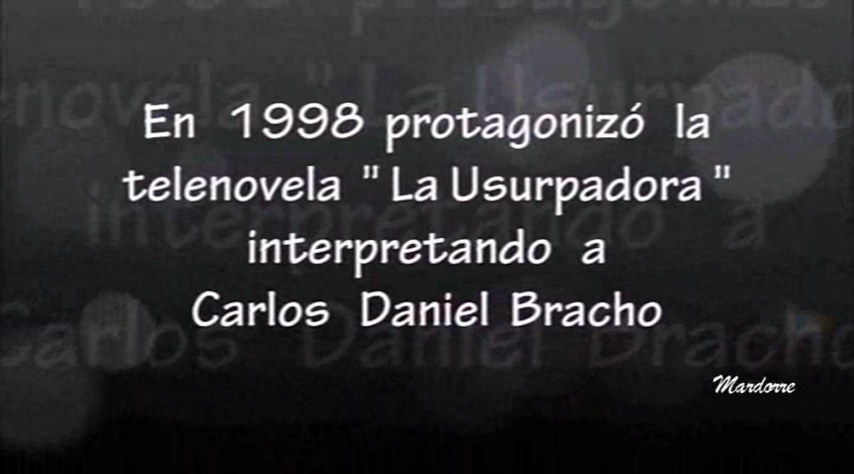 En 1998 protagonizó la
telenovela " La Usurpadora "
interpretando a
Carlos Daniel Bracho
Mardorre